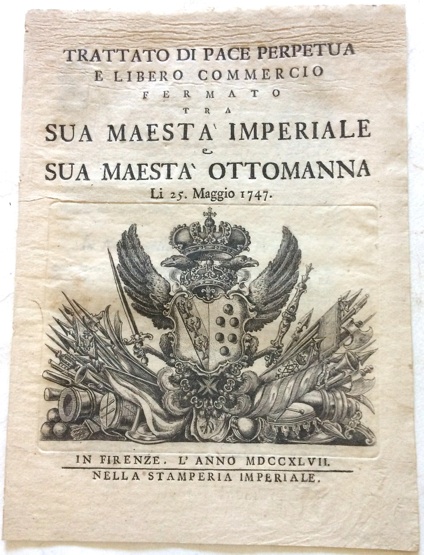 TRATTATO DI PACE PERPETUA
E LIBERO COMMERCIO
FERMATO
TRA
SUA MAESTA' IMPERIALE
e
SUA MAESTA' OTTOMANNA
Li 25. Maggio 1747.
IN FIRENZE. L' ANNO MDCCXLVII.
NELLA STAMPERIA IMPERIALE.